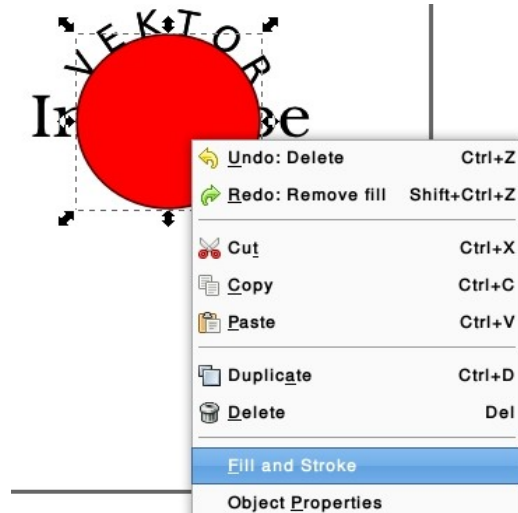 VEKTOR
In be
Undo: Delete Ctrl+Z
Redo: Remove fill Shift+Ctrl+Z
Cut Ctrl+X
Copy Ctrl+C
Paste Ctrl+V
Duplicate Ctrl+D
Delete Del
Fill and Stroke
Object Properties